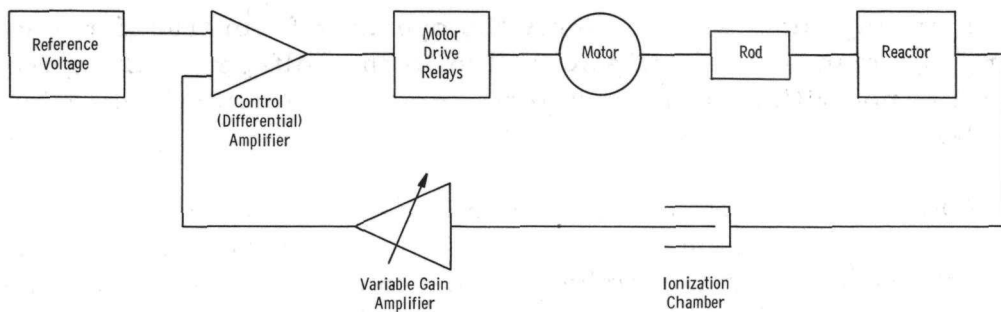 Reference
Voltage
Control
(Differential)
Amplifier
Motor
Drive
Relays
Motor
Rod
Reactor
Variable Gain
Amplifier
Ionization
Chamber